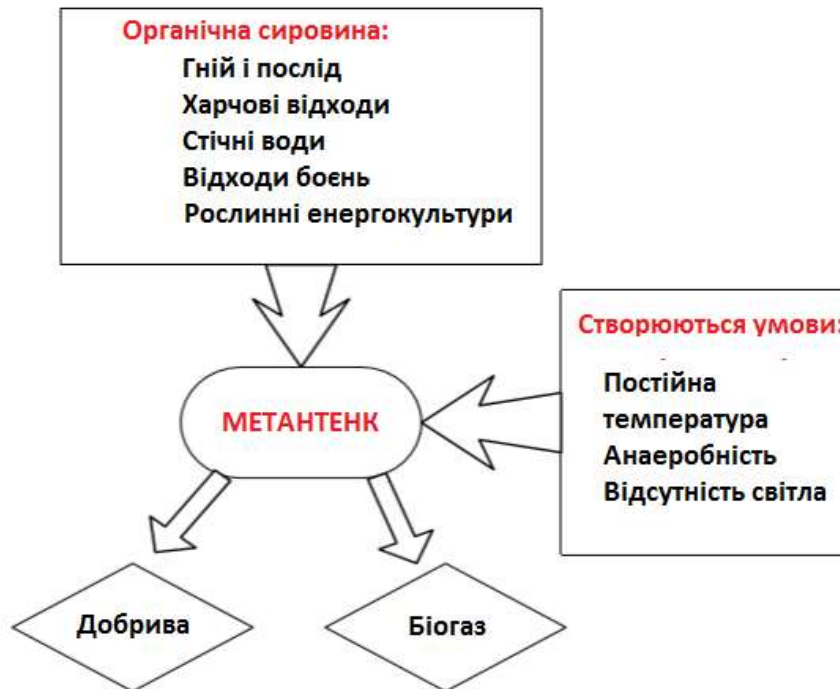 Органічна сировина:
Гній і послід
Харчові відходи
Стічні води
Відходи боєнь
Рослинні енергокультури
Створюються умови:
Постійна
температура
Анаеробність
Відсутність світла
МЕТАНТЕНК
Добрива
Біогаз